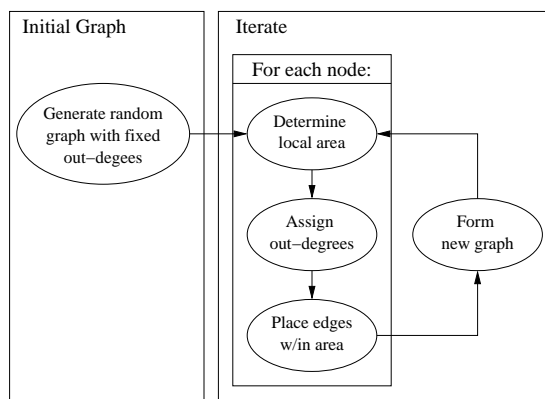 Initial Graph
Generate random
graph with fixed
out−degees
Iterate
For each node:
Determine
local area
Assign
out−degrees
Place edges
w/in area
Form
new graph